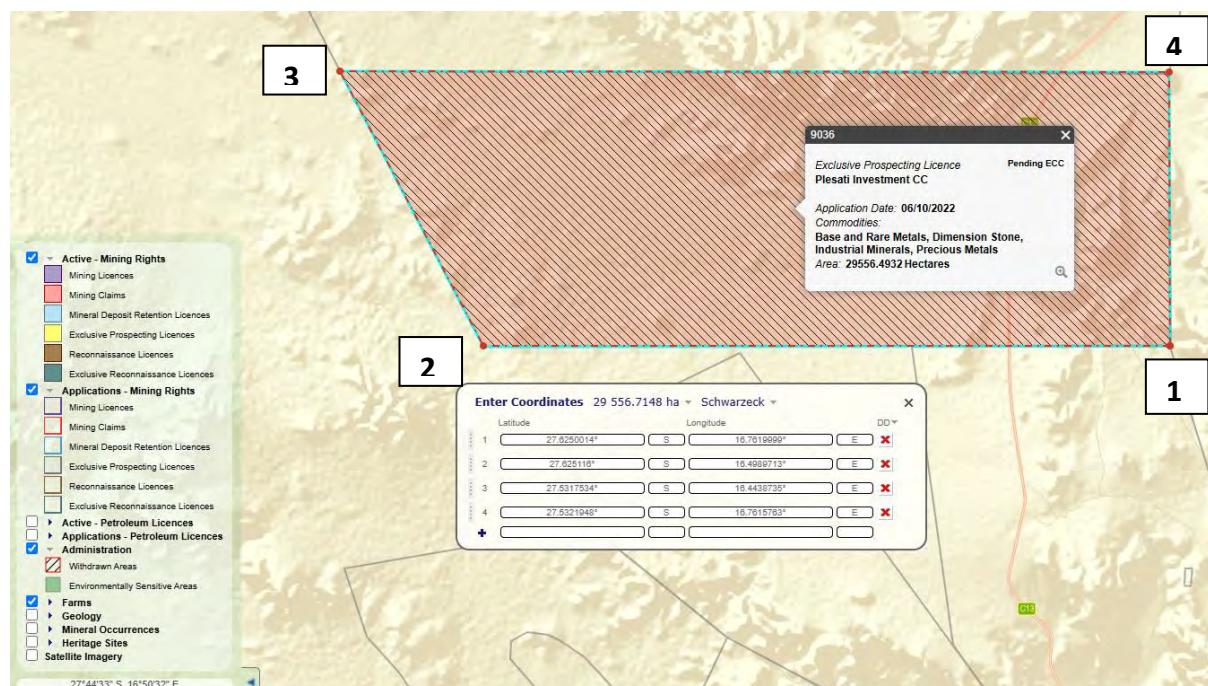 3
4
9036
Exclusive Prospecting Licence Pending ECC
Plesati Investment CC
Application Date: 06/10/2022
Commodities:
Base and Rare Metals, Dimension Stone,
Industrial Minerals, Precious Metals
Area: 29556.4932 Hectares
2
1
Active - Mining Rights
Mining Licences
Mining Claims
Mineral Deposit Retention Licences
Exclusive Prospecting Licences
Reconnaissance Licences
Exclusive Reconnaissance Licences
Applications - Mining Rights
Mining Licences
Mining Claims
Mineral Deposit Retention Licences
Exclusive Prospecting Licences
Reconnaissance Licences
Exclusive Reconnaissance Licences
Active - Petroleum Licences
Applications - Petroleum Licences
Administration
Withdrawn Areas
Environmentally Sensitive Areas
Farms
Geology
Mineral Occurrences
Heritage Sites
Satellite Imagery
27°44'33" S, 16°50'32" E
Enter Coordinates 29 556.7148 ha Schwarzeck
Latitude Longitude DD
1 27.6250014° S 16.7619999° E
2 27.625116° S 16.4989713° E
3 27.5317534° S 16.4438735° E
4 27.5321948° S 16.7615763° E
C13